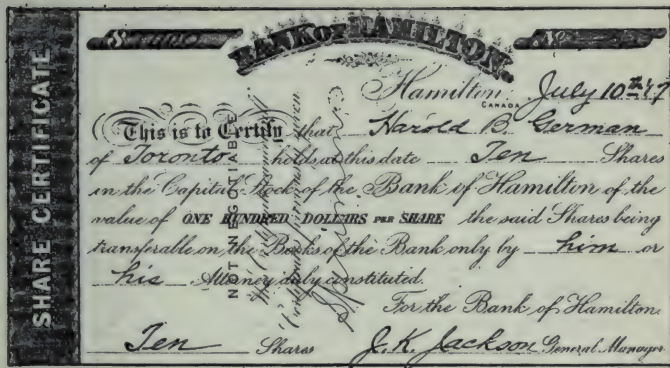 SHARE CERTIFICATE
BANK OF HAMILTON.
Hamilton, July 10th '17
CANADA
This is to Certify that Harold B. German
of Toronto holds at this date Ten Shares
in the Capital Stock of the Bank of Hamilton of the
value of ONE HUNDRED DOLLARS PER SHARE the said Shares being
transferable on the Books of the Bank only by him or
his Attorney duly constituted.
For the Bank of Hamilton.
Ten Shares J. K. Jackson General Manager
NOT NEGOTIABLE